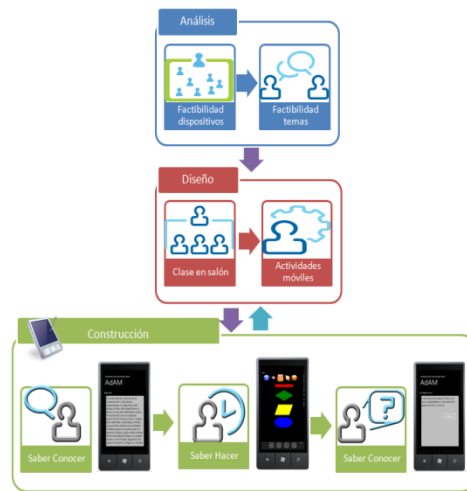 Análisis
Factibilidad
dispositivos
Factibilidad
temas
Diseño
Clase en salón
Actividades
móviles
Construcción
AdAM
AdAM
Saber Conocer
Saber Hacer
Saber Conocer